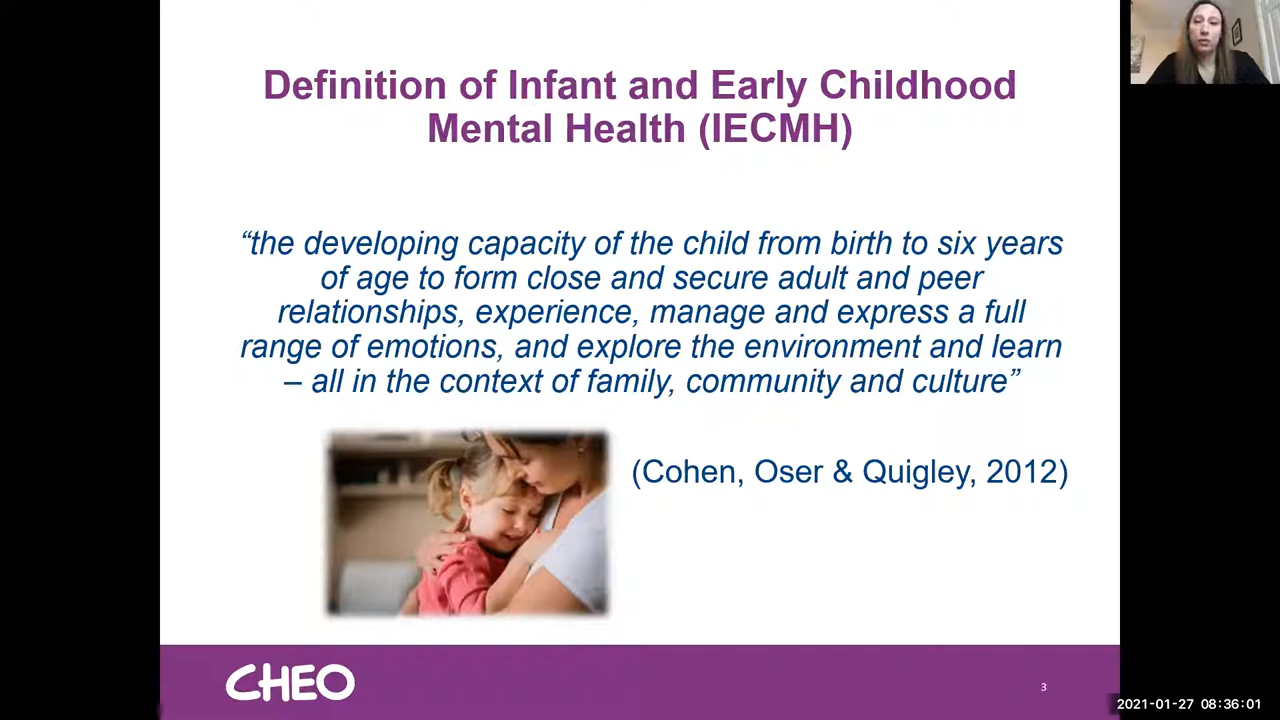 Definition of Infant and Early Childhood
Mental Health (IECMH)
“the developing capacity of the child from birth to six years
of age to form close and secure adult and peer
relationships, experience, manage and express a full
range of emotions, and explore the environment and learn
– all in the context of family, community and culture”
(Cohen, Oser & Quigley, 2012)
CHEO
3
2021-01-27 08:36:01